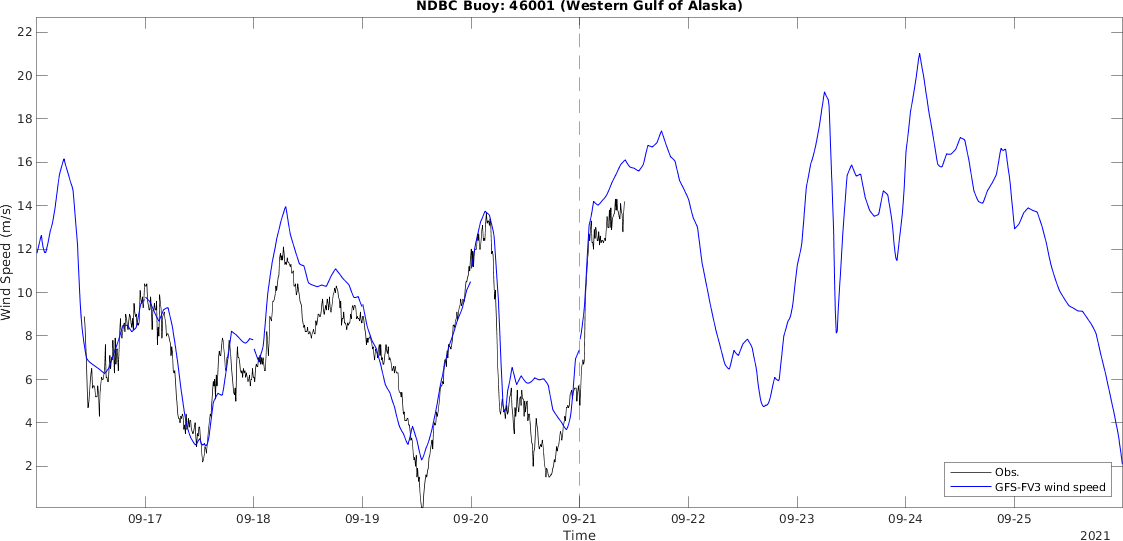 NDBC Buoy: 46001 (Western Gulf of Alaska)
22
20
18
16
14
12
10
8
6
4
2
Wind Speed (m/s)
09-17 09-18 09-19 09-20 09-21 09-22 09-23 09-24 09-25
Time
2021
Obs.
GFS-FV3 wind speed